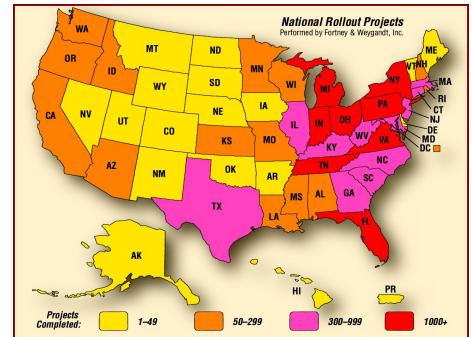 National Rollout Projects
Performed by Fortney & Weygandt, Inc.
WA
MT
ND
MN
ME
VT
NH
OR
ID
SD
WI
MI
NY
MA
WY
RI
IA
PA
CT
NV
NE
NJ
IL
IN
OH
DE
UT
MD
CA
CO
WV
VA
DC
KS
MO
KY
NC
TN
AZ
NM
OK
AR
SC
MS
AL
GA
TX
LA
FL
AK
HI
PR
Projects
Completed:
1–49
50–299
300–999
1000+